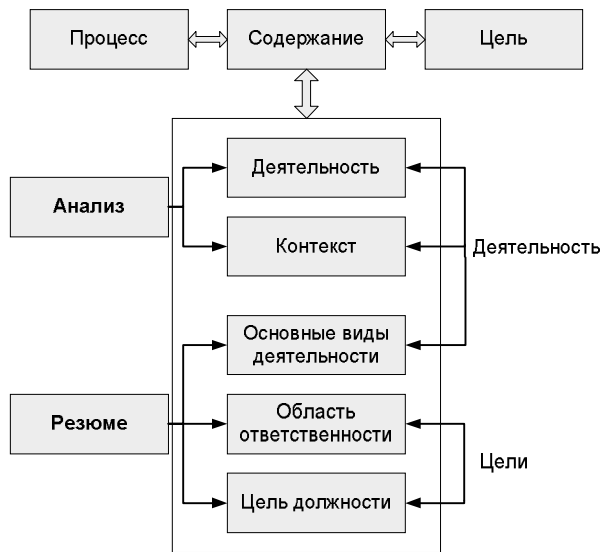 Процесс
Содержание
Цель
Деятельность
Анализ
Контекст
Деятельность
Основные виды
деятельности
Резюме
Область
ответственности
Цели
Цель должности